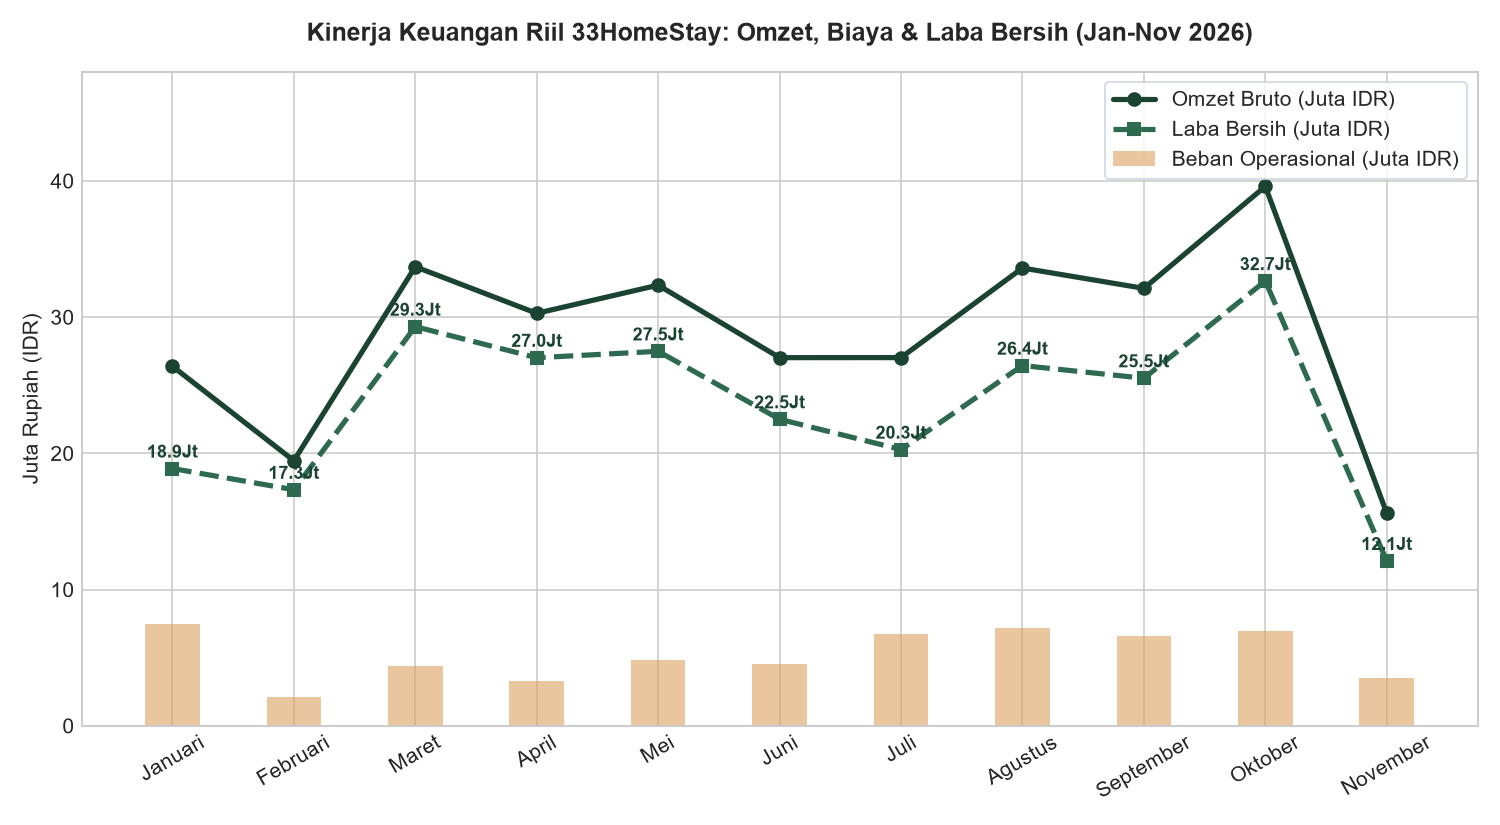 Kinerja Keuangan Riil 33HomeStay: Omzet, Biaya & Laba Bersih (Jan-Nov 2026)
Omzet Bruto (Juta IDR)
Laba Bersih (Juta IDR)
Beban Operasional (Juta IDR)
Juta Rupiah (IDR)
40
30
20
10
0
18.9Jt
17.3Jt
29.3Jt
27.0Jt
27.5Jt
22.5Jt
20.3Jt
26.4Jt
25.5Jt
32.7Jt
12.1Jt
Januari
Februari
Maret
April
Mei
Juni
Juli
Agustus
September
Oktober
November